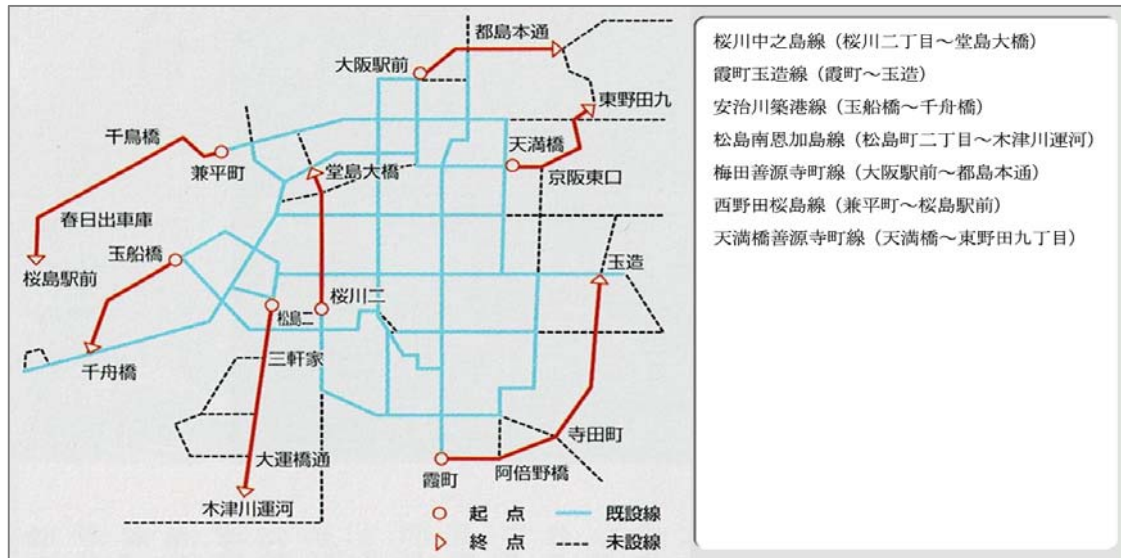 都島本通
大阪駅前
東野田九
千鳥橋
天満橋
兼平町
堂島大橋
京阪東口
春日出車庫
玉船橋
玉造
桜島駅前
桜川二
松島二
三軒家
千舟橋
寺田町
大運橋通
霞町
阿倍野橋
木津川運河
起点 既設線
終点 未設線
桜川中之島線（桜川二丁目～堂島大橋）
霞町玉造線（霞町～玉造）
安治川築港線（玉船橋～千舟橋）
松島南恩加島線（松島町二丁目～木津川運河）
梅田善源寺町線（大阪駅前～都島本通）
西野田桜島線（兼平町～桜島駅前）
天満橋善源寺町線（天満橋～東野田九丁目）